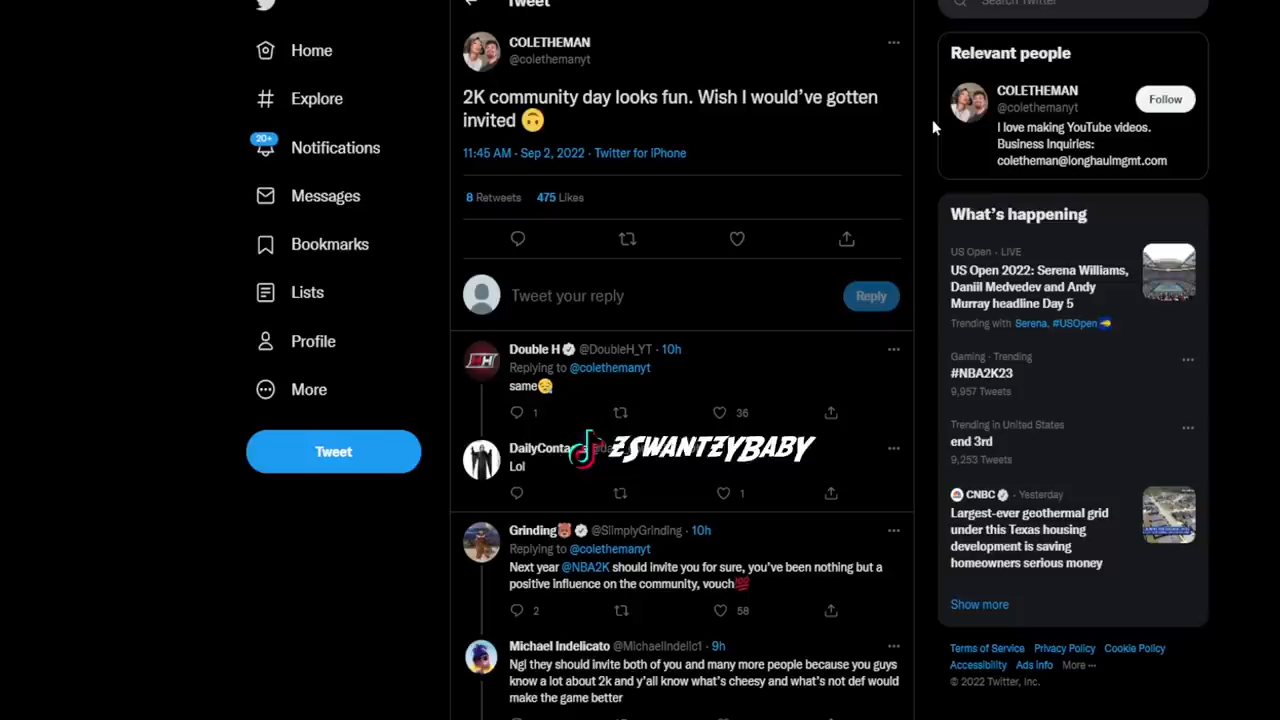 Tweet
Search Twitter
Home
Explore
20+
Notifications
Messages
Bookmarks
Lists
Profile
More
Tweet
COLETHEMAN
@colethemanyt
2K community day looks fun. Wish I would've gotten
invited 🙃
11:45 AM · Sep 2, 2022 · Twitter for iPhone
8 Retweets 475 Likes
Tweet your reply
Reply
Double H @DoubleH_YT · 10h
Replying to @colethemanyt
same😪
1 36
DailyConta
Lol
1
ZSWANTZYBABY
Grinding🐻 @SlimplyGrinding · 10h
Replying to @colethemanyt
Next year @NBA2K should invite you for sure, you've been nothing but a
positive influence on the community, vouch💯
2 58
Michael Indelicato @MichaelIndelic1 · 9h
Ngl they should invite both of you and many more people because you guys
know a lot about 2k and y'all know what's cheesy and what's not def would
make the game better
Relevant people
COLETHEMAN
@colethemanyt
Follow
I love making YouTube videos.
Business Inquiries:
coletheman@longhaulmgmt.com
What's happening
US Open · LIVE
US Open 2022: Serena Williams,
Daniil Medvedev and Andy
Murray headline Day 5
Trending with Serena, #USOpen
Gaming · Trending
#NBA2K23
9,957 Tweets
Trending in United States
end 3rd
9,253 Tweets
CNBC · Yesterday
Largest-ever geothermal grid
under this Texas housing
development is saving
homeowners serious money
Show more
Terms of Service Privacy Policy Cookie Policy
Accessibility Ads info More ···
© 2022 Twitter, Inc.